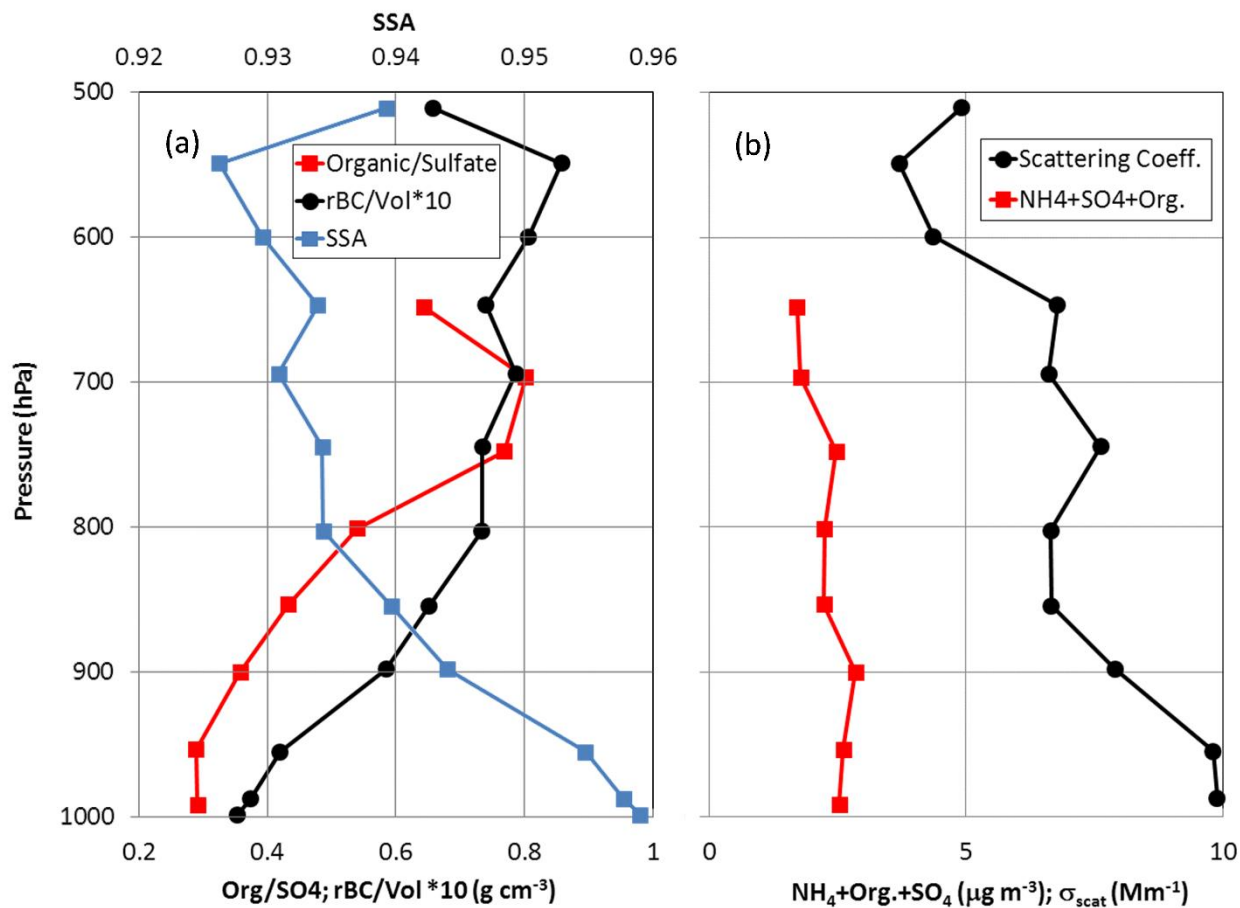 SSA
0.92 0.93 0.94 0.95 0.96
500
600
700
800
900
1000
Pressure (hPa)
(a)
Organic/Sulfate
rBC/Vol*10
SSA
0.2 0.4 0.6 0.8 1
Org/SO4; rBC/Vol *10 (g cm⁻³)
(b)
Scattering Coeff.
NH4+SO4+Org.
0 5 10
NH₄+Org.+SO₄ (μg m⁻³); σ_scat (Mm⁻¹)